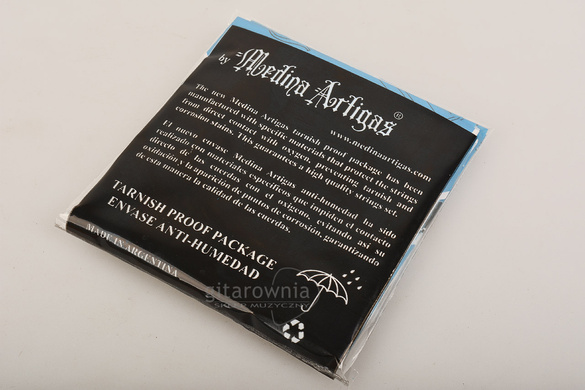 by Medina Artigas ®
www.medinaartigas.com
The new Medina Artigas tarnish proof package has been
manufactured with specific materials that protect the strings
from direct contact with oxygen, preventing tarnish and
corrosion stains. This guarantees a high quality strings set.
El nuevo envase Medina Artigas anti-humedad ha sido
realizado con materiales específicos que impiden el contacto
directo de las cuerdas con el oxígeno, evitando así su
oxidación y la aparición de puntos de corrosión, garantizando
de esta manera la calidad de las cuerdas.
TARNISH PROOF PACKAGE
ENVASE ANTI-HUMEDAD
MADE IN ARGENTINA
gitarownia
SKLEP MUZYCZNY